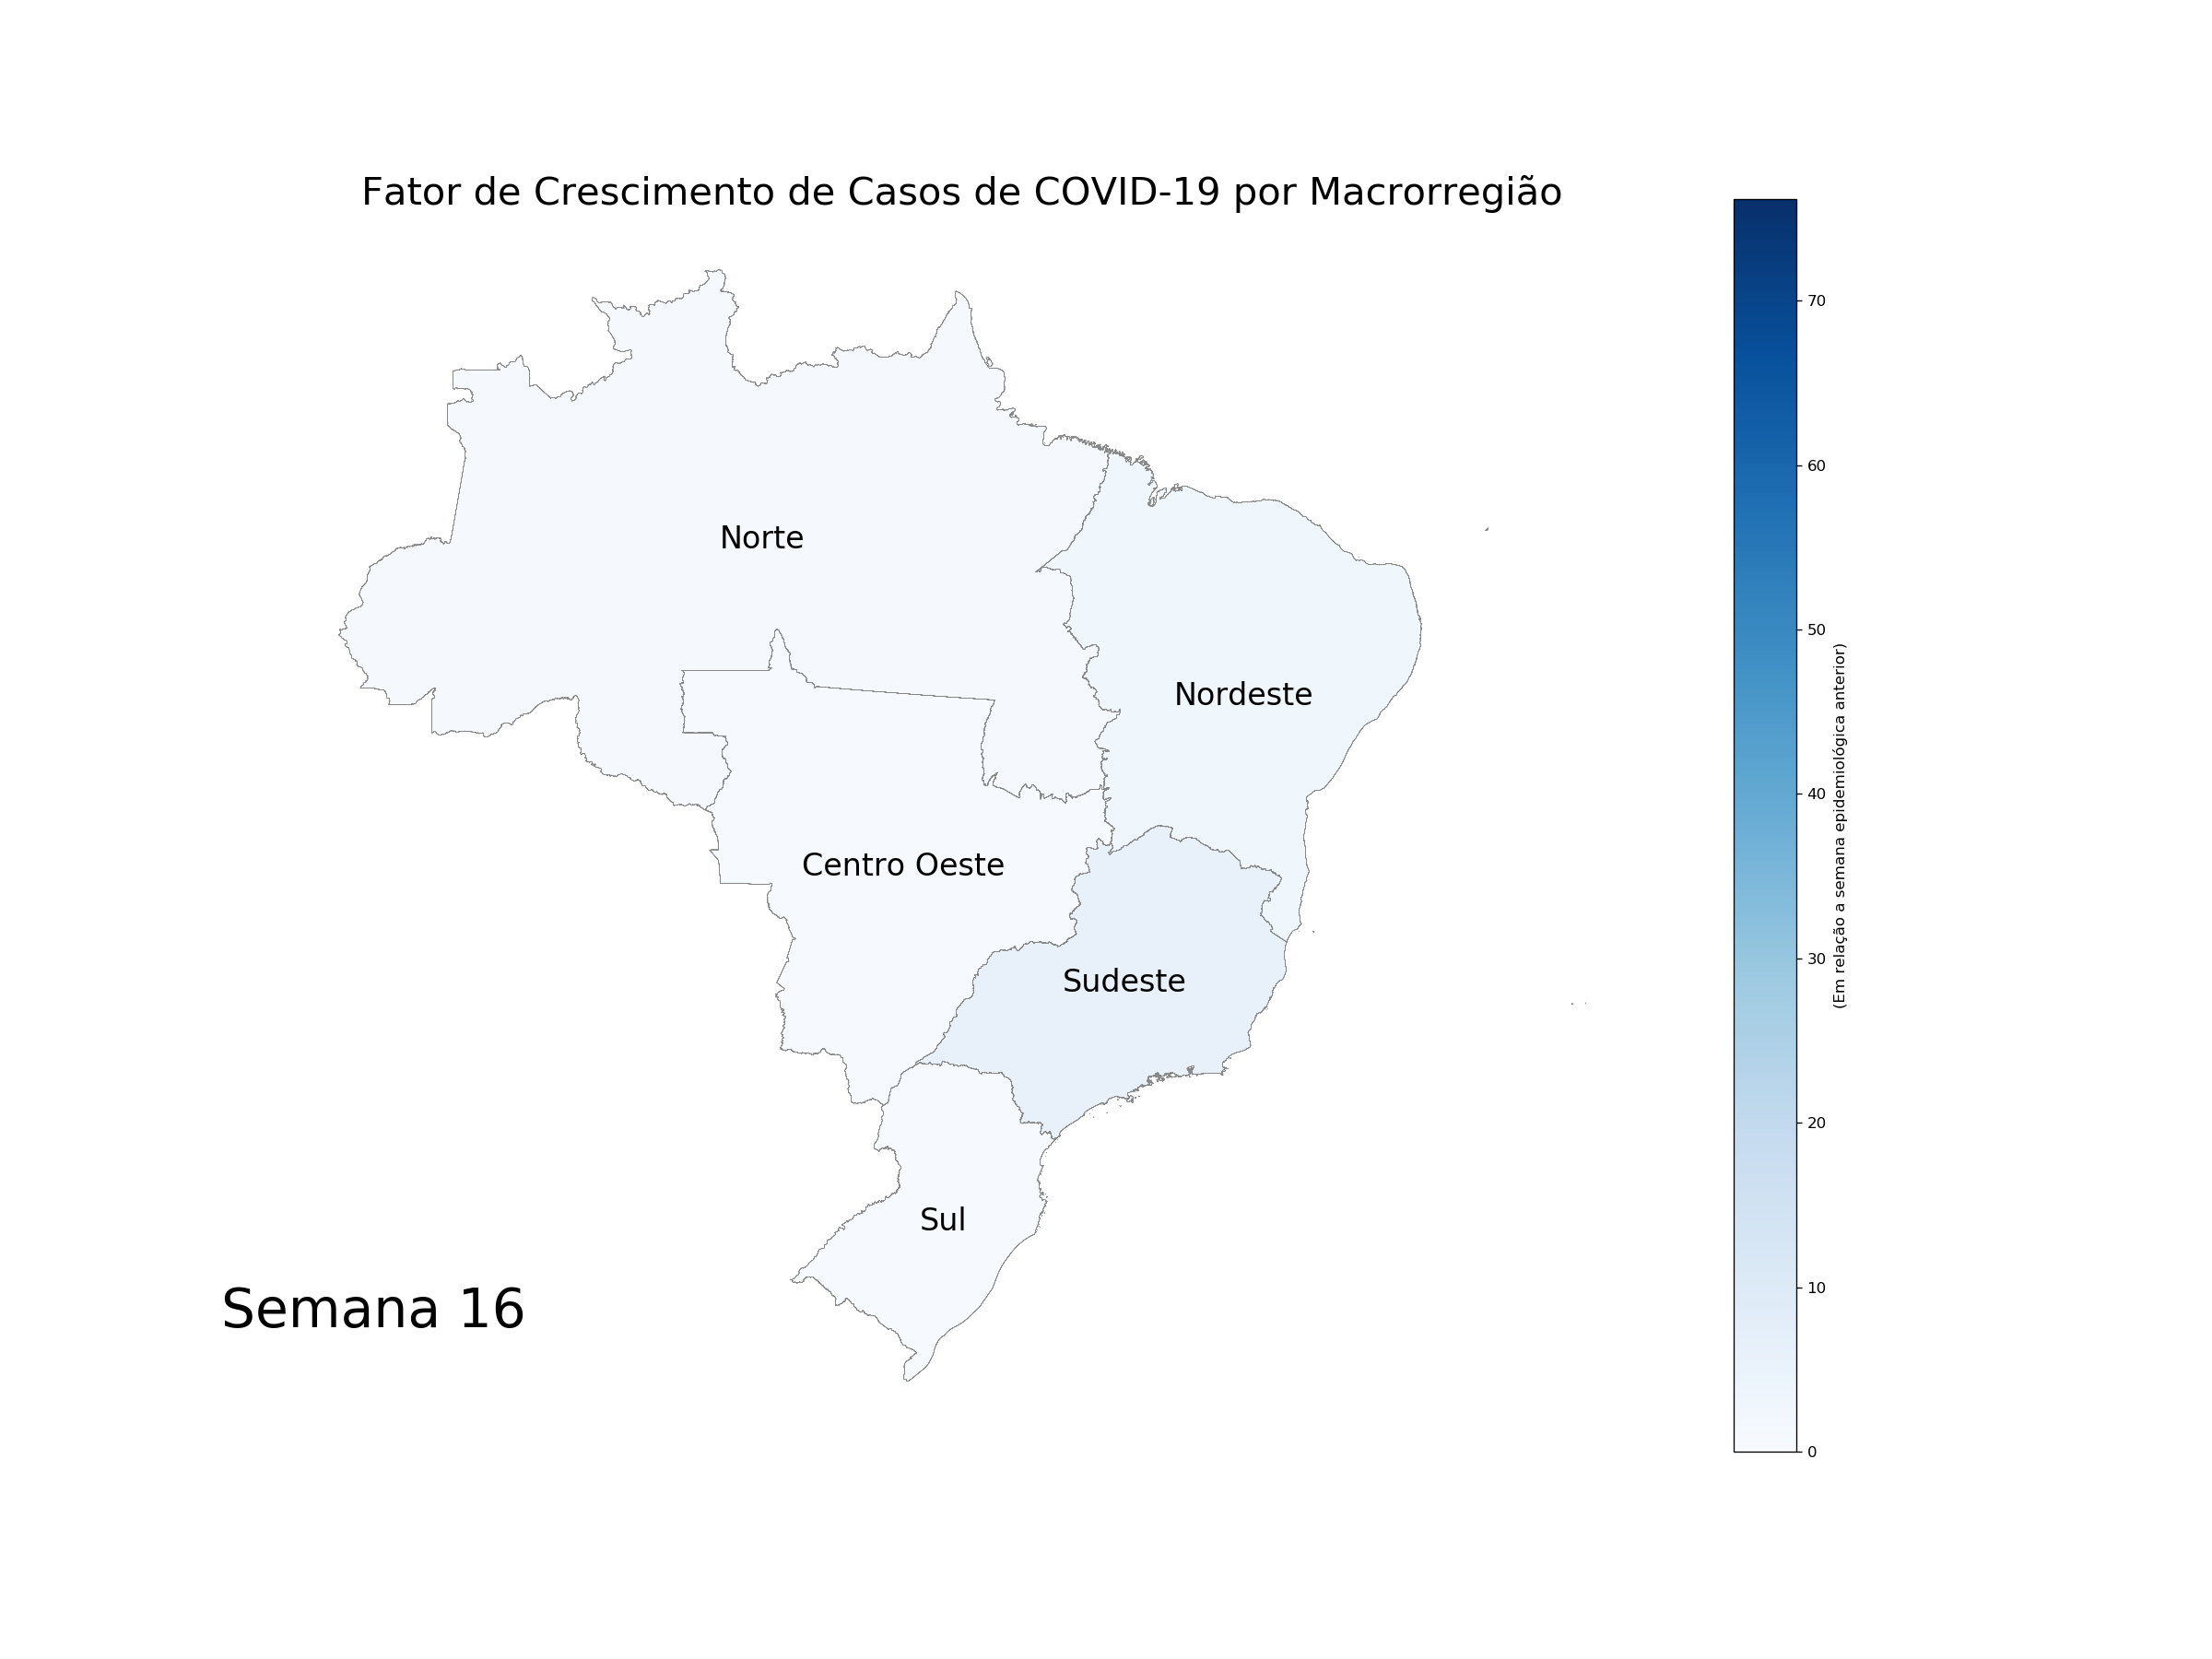 Fator de Crescimento de Casos de COVID-19 por Macrorregião
Norte
Nordeste
Centro Oeste
Sudeste
Sul
Semana 16
70
60
50
40
30
20
10
0
(Em relação a semana epidemiológica anterior)